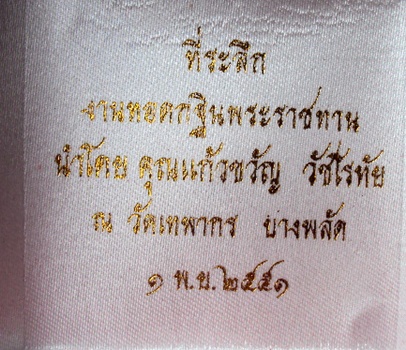 ที่ระลึก
งานทอดกฐินพระราชทาน
นำโดย คุณแก้วขวัญ วัชโรทัย
ณ วัดเทพากร บางพลัด
๑ พ.ย.๒๕๕๑